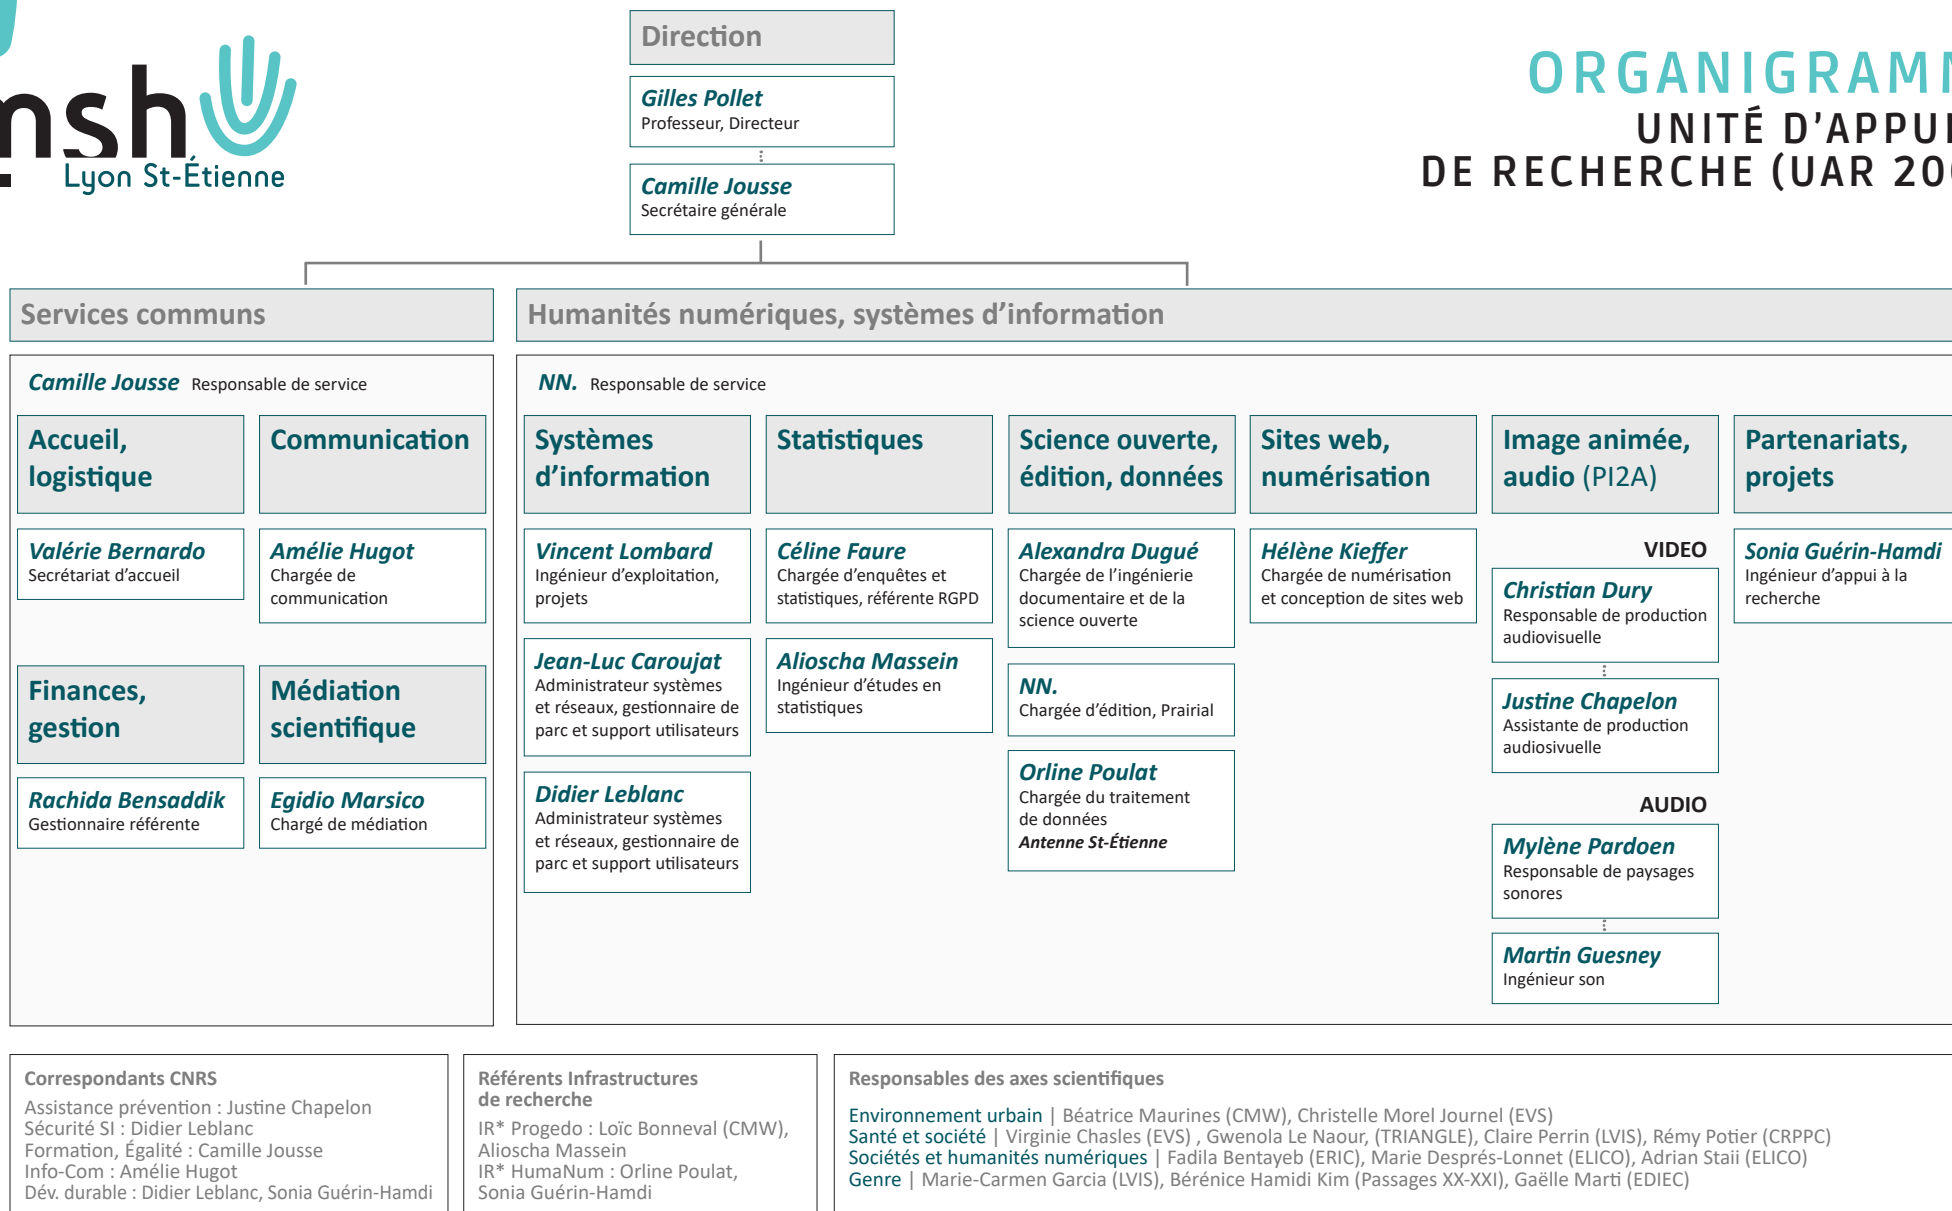 Direction
Gilles Pollet
Professeur, Directeur
Camille Jousse
Secrétaire générale
msh
Lyon St-Étienne
ORGANIGRAMM
UNITÉ D'APPUI
DE RECHERCHE (UAR 200
Services communs
Camille Jousse Responsable de service
Accueil,
logistique
Valérie Bernardo
Secrétariat d'accueil
Communication
Amélie Hugot
Chargée de
communication
Finances,
gestion
Rachida Bensaddik
Gestionnaire référente
Médiation
scientifique
Egidio Marsico
Chargé de médiation
Humanités numériques, systèmes d'information
NN. Responsable de service
Systèmes
d'information
Vincent Lombard
Ingénieur d'exploitation,
projets
Jean-Luc Caroujat
Administrateur systèmes
et réseaux, gestionnaire de
parc et support utilisateurs
Didier Leblanc
Administrateur systèmes
et réseaux, gestionnaire de
parc et support utilisateurs
Statistiques
Céline Faure
Chargée d'enquêtes et
statistiques, référente RGPD
Alioscha Massein
Ingénieur d'études en
statistiques
Science ouverte,
édition, données
Alexandra Dugué
Chargée de l'ingénierie
documentaire et de la
science ouverte
NN.
Chargée d'édition, Prairial
Orline Poulat
Chargée du traitement
de données
Antenne St-Étienne
Sites web,
numérisation
Hélène Kieffer
Chargée de numérisation
et conception de sites web
Image animée,
audio (PI2A)
VIDEO
Christian Dury
Responsable de production
audiovisuelle
Justine Chapelon
Assistante de production
audiosivuelle
AUDIO
Mylène Pardoen
Responsable de paysages
sonores
Martin Guesney
Ingénieur son
Partenariats,
projets
Sonia Guérin-Hamdi
Ingénieur d'appui à la
recherche
Correspondants CNRS
Assistance prévention : Justine Chapelon
Sécurité SI : Didier Leblanc
Formation, Égalité : Camille Jousse
Info-Com : Amélie Hugot
Dév. durable : Didier Leblanc, Sonia Guérin-Hamdi
Référents Infrastructures
de recherche
IR* Progedo : Loïc Bonneval (CMW),
Alioscha Massein
IR* HumaNum : Orline Poulat,
Sonia Guérin-Hamdi
Responsables des axes scientifiques
Environnement urbain | Béatrice Maurines (CMW), Christelle Morel Journel (EVS)
Santé et société | Virginie Chasles (EVS) , Gwenola Le Naour, (TRIANGLE), Claire Perrin (LVIS), Rémy Potier (CRPPC)
Sociétés et humanités numériques | Fadila Bentayeb (ERIC), Marie Després-Lonnet (ELICO), Adrian Staii (ELICO)
Genre | Marie-Carmen Garcia (LVIS), Bérénice Hamidi Kim (Passages XX-XXI), Gaëlle Marti (EDIEC)